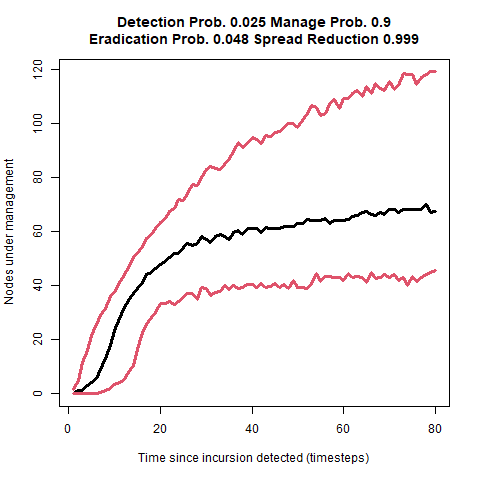 Detection Prob. 0.025 Manage Prob. 0.9
Eradication Prob. 0.048 Spread Reduction 0.999
Nodes under management
120
100
80
60
40
20
0
0 20 40 60 80
Time since incursion detected (timesteps)